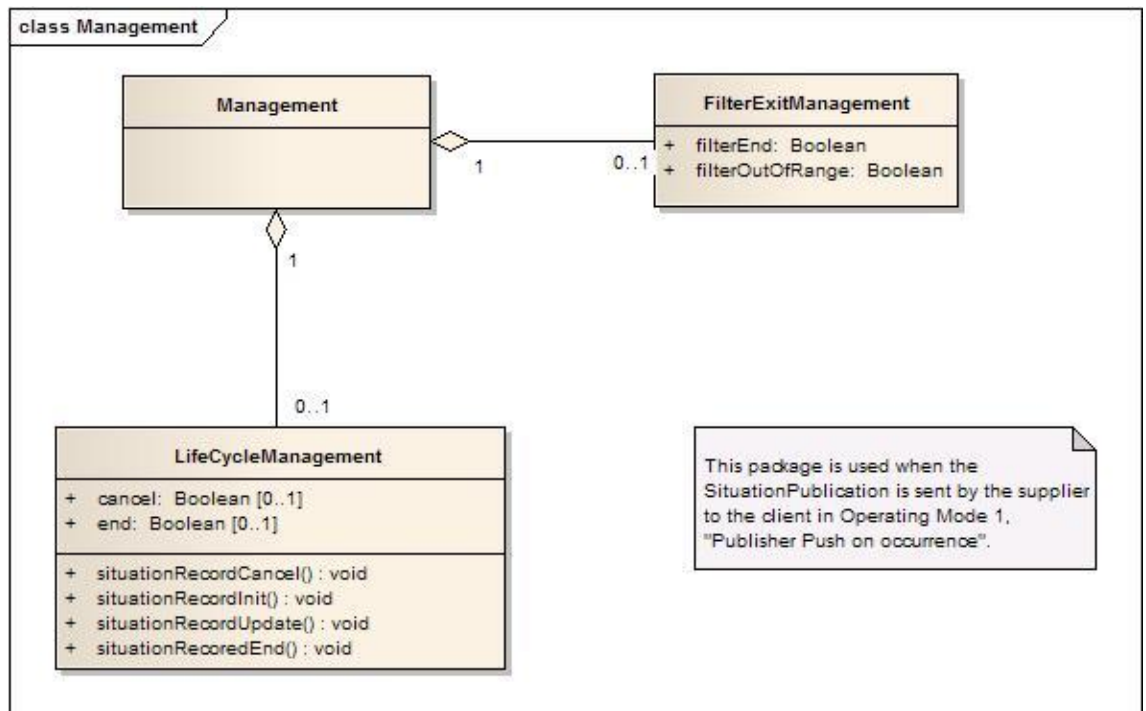 class Management
Management
FilterExitManagement
+ filterEnd: Boolean
+ filterOutOfRange: Boolean
1
0..1
1
0..1
LifeCycleManagement
+ cancel: Boolean [0..1]
+ end: Boolean [0..1]
+ situationRecordCancel() : void
+ situationRecordInit() : void
+ situationRecordUpdate() : void
+ situationRecoredEnd() : void
This package is used when the
SituationPublication is sent by the supplier
to the client in Operating Mode 1,
"Publisher Push on occurrence".